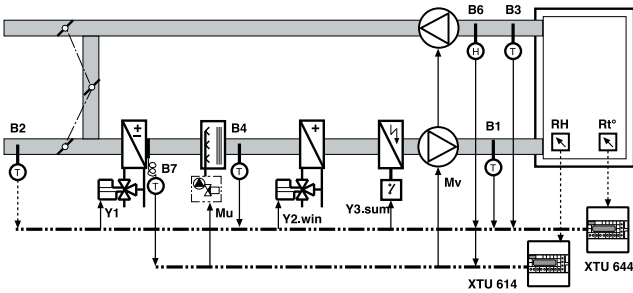 B6 B3
H T
B2 B4 B1 RH Rt°
+
−
+
T B7 T Mv T
T
Y1 Mu Y2.win Y3.sum
XTU 614 XTU 644